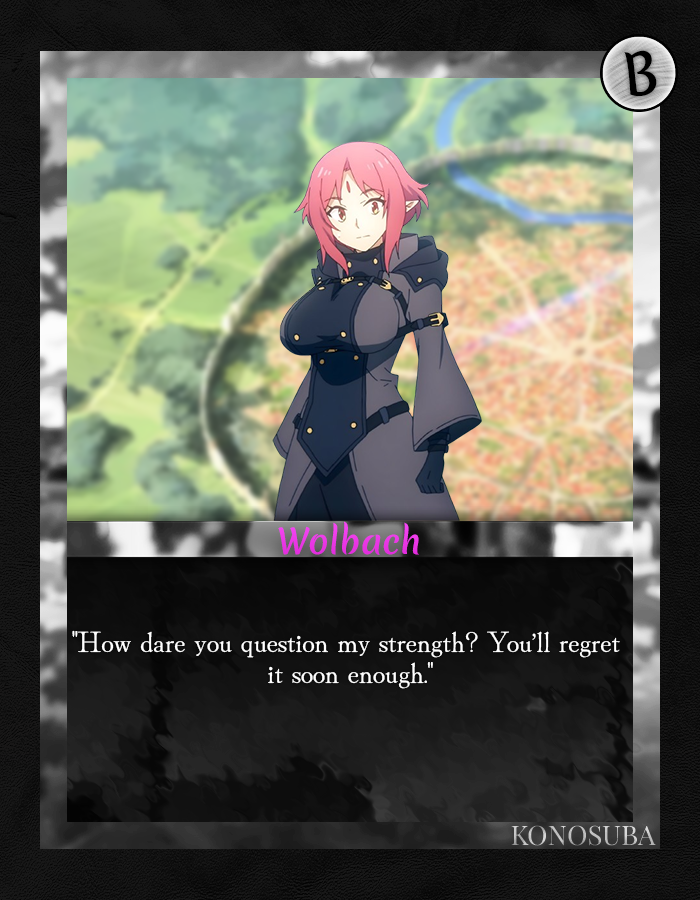 B
Wolbach
"How dare you question my strength? You'll regret
it soon enough."
KONOSUBA